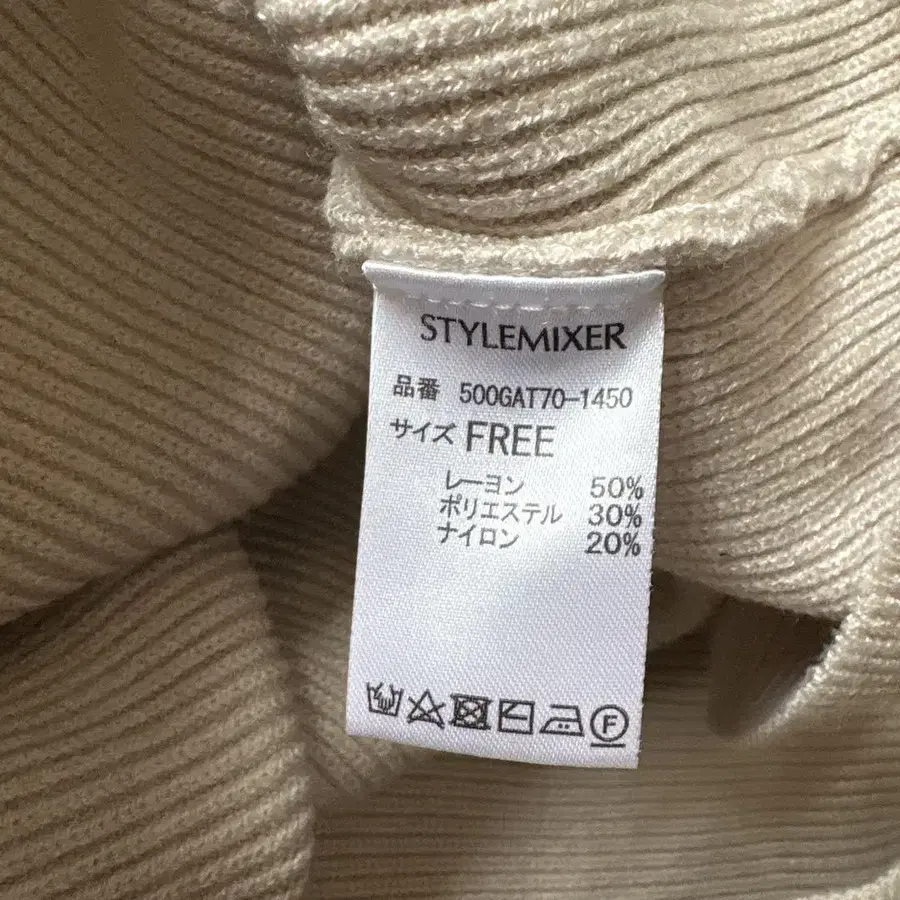 STYLEMIXER
品番 500GAT70-1450
サイズ FREE
レーヨン 50%
ポリエステル 30%
ナイロン 20%
F